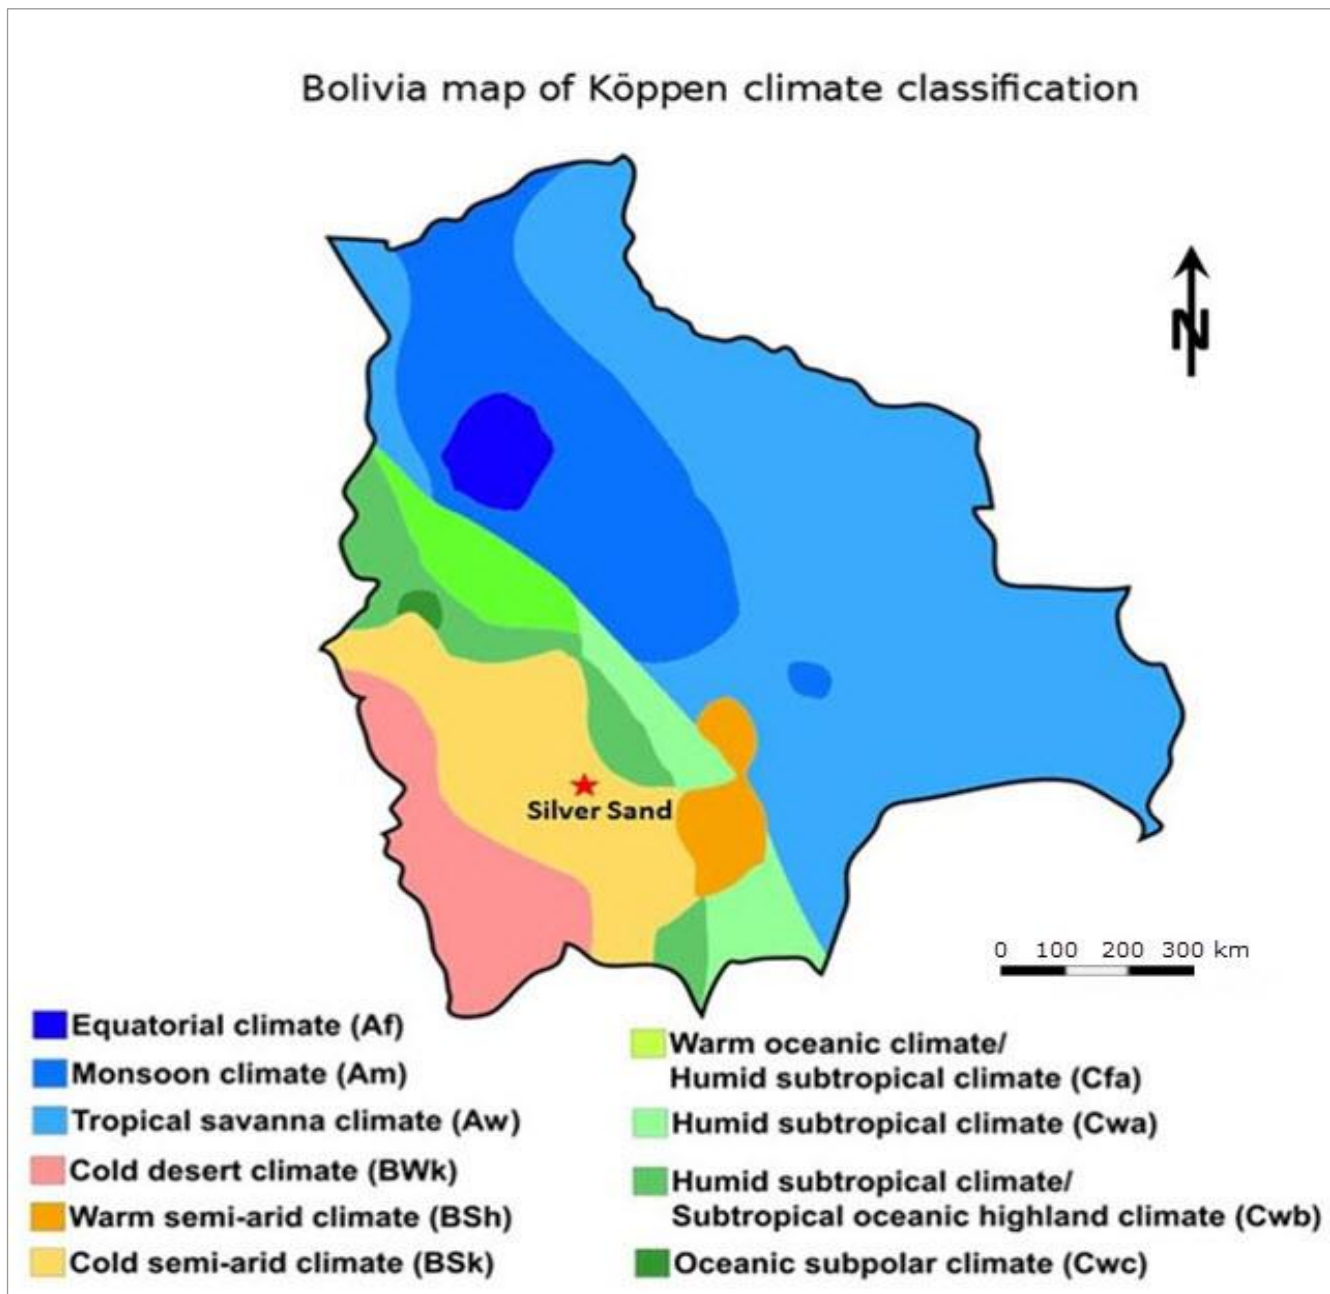 Bolivia map of Köppen climate classification
N
Silver Sand
0 100 200 300 km
Equatorial climate (Af)
Monsoon climate (Am)
Tropical savanna climate (Aw)
Cold desert climate (BWk)
Warm semi-arid climate (BSh)
Cold semi-arid climate (BSk)
Warm oceanic climate/
Humid subtropical climate (Cfa)
Humid subtropical climate (Cwa)
Humid subtropical climate/
Subtropical oceanic highland climate (Cwb)
Oceanic subpolar climate (Cwc)